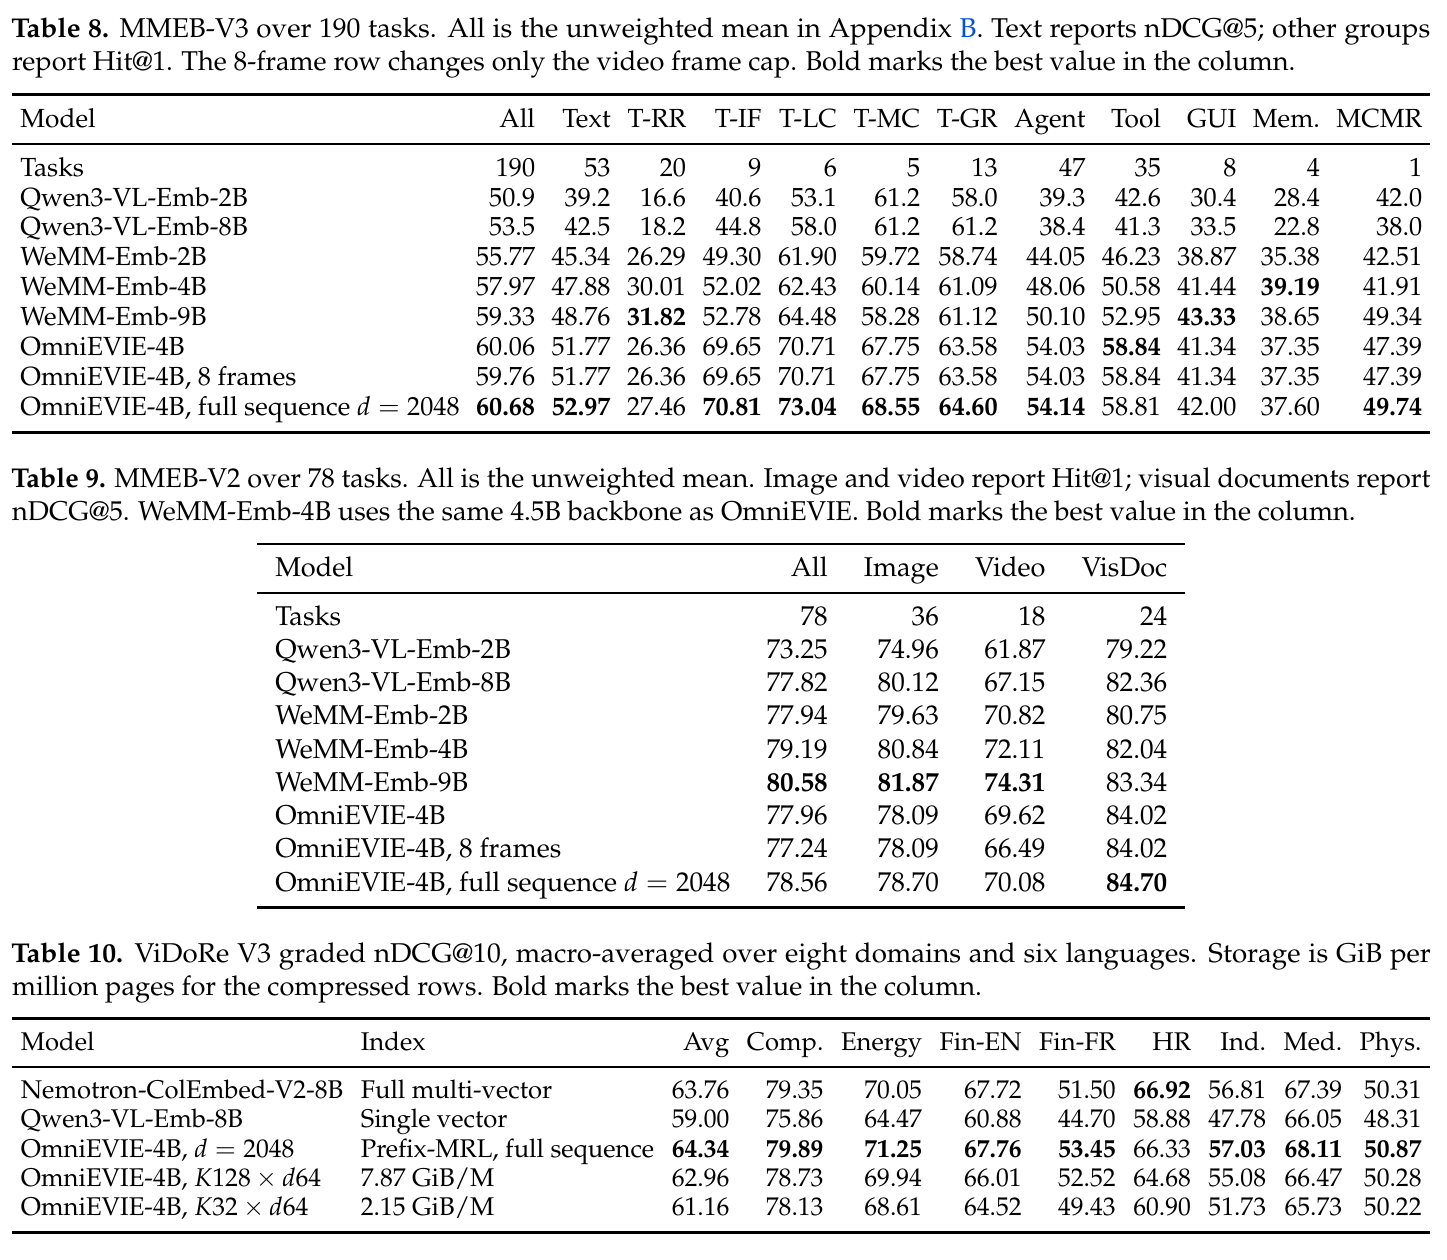 Table 8. MMEB-V3 over 190 tasks. All is the unweighted mean in Appendix B. Text reports nDCG@5; other groups
report Hit@1. The 8-frame row changes only the video frame cap. Bold marks the best value in the column.
Model All Text T-RR T-IF T-LC T-MC T-GR Agent Tool GUI Mem. MCMR
Tasks 190 53 20 9 6 5 13 47 35 8 4 1
Qwen3-VL-Emb-2B 50.9 39.2 16.6 40.6 53.1 61.2 58.0 39.3 42.6 30.4 28.4 42.0
Qwen3-VL-Emb-8B 53.5 42.5 18.2 44.8 58.0 61.2 61.2 38.4 41.3 33.5 22.8 38.0
WeMM-Emb-2B 55.77 45.34 26.29 49.30 61.90 59.72 58.74 44.05 46.23 38.87 35.38 42.51
WeMM-Emb-4B 57.97 47.88 30.01 52.02 62.43 60.14 61.09 48.06 50.58 41.44 39.19 41.91
WeMM-Emb-9B 59.33 48.76 31.82 52.78 64.48 58.28 61.12 50.10 52.95 43.33 38.65 49.34
OmniEVIE-4B 60.06 51.77 26.36 69.65 70.71 67.75 63.58 54.03 58.84 41.34 37.35 47.39
OmniEVIE-4B, 8 frames 59.76 51.77 26.36 69.65 70.71 67.75 63.58 54.03 58.84 41.34 37.35 47.39
OmniEVIE-4B, full sequence d = 2048 60.68 52.97 27.46 70.81 73.04 68.55 64.60 54.14 58.81 42.00 37.60 49.74
Table 9. MMEB-V2 over 78 tasks. All is the unweighted mean. Image and video report Hit@1; visual documents report
nDCG@5. WeMM-Emb-4B uses the same 4.5B backbone as OmniEVIE. Bold marks the best value in the column.
Model All Image Video VisDoc
Tasks 78 36 18 24
Qwen3-VL-Emb-2B 73.25 74.96 61.87 79.22
Qwen3-VL-Emb-8B 77.82 80.12 67.15 82.36
WeMM-Emb-2B 77.94 79.63 70.82 80.75
WeMM-Emb-4B 79.19 80.84 72.11 82.04
WeMM-Emb-9B 80.58 81.87 74.31 83.34
OmniEVIE-4B 77.96 78.09 69.62 84.02
OmniEVIE-4B, 8 frames 77.24 78.09 66.49 84.02
OmniEVIE-4B, full sequence d = 2048 78.56 78.70 70.08 84.70
Table 10. ViDoRe V3 graded nDCG@10, macro-averaged over eight domains and six languages. Storage is GiB per
million pages for the compressed rows. Bold marks the best value in the column.
Model Index Avg Comp. Energy Fin-EN Fin-FR HR Ind. Med. Phys.
Nemotron-ColEmbed-V2-8B Full multi-vector 63.76 79.35 70.05 67.72 51.50 66.92 56.81 67.39 50.31
Qwen3-VL-Emb-8B Single vector 59.00 75.86 64.47 60.88 44.70 58.88 47.78 66.05 48.31
OmniEVIE-4B, d = 2048 Prefix-MRL, full sequence 64.34 79.89 71.25 67.76 53.45 66.33 57.03 68.11 50.87
OmniEVIE-4B, K128 × d64 7.87 GiB/M 62.96 78.73 69.94 66.01 52.52 64.68 55.08 66.47 50.28
OmniEVIE-4B, K32 × d64 2.15 GiB/M 61.16 78.13 68.61 64.52 49.43 60.90 51.73 65.73 50.22